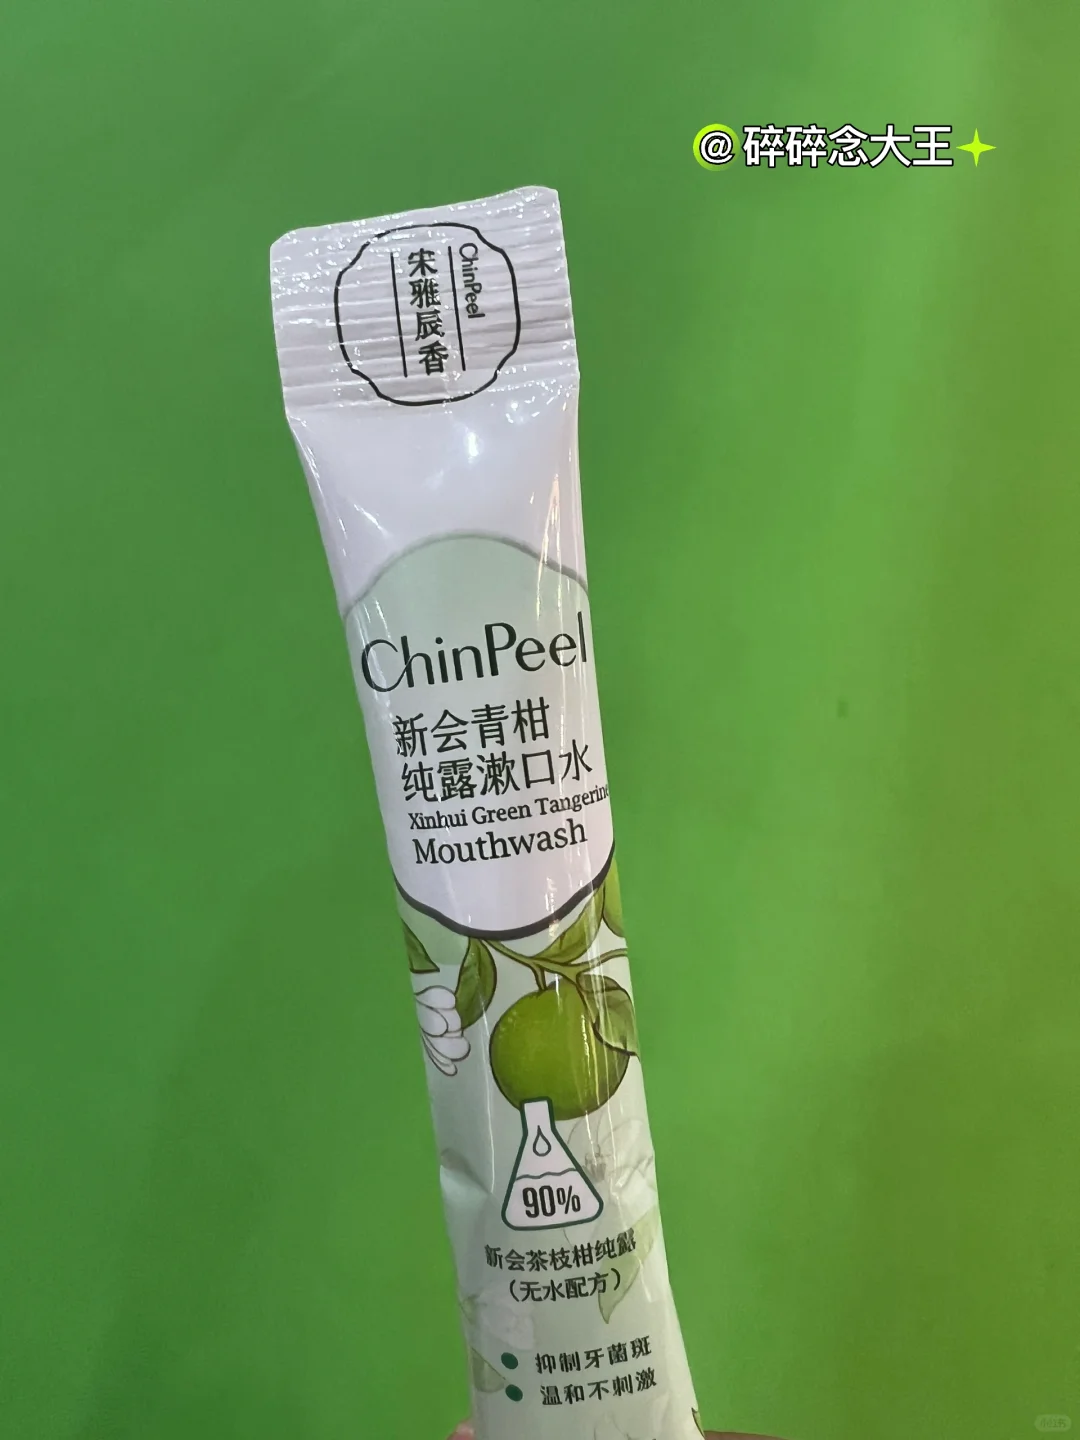 @碎碎念大王
宋雅辰香
ChinPeel
ChinPeel
新会青柑
纯露漱口水
Xinhui Green Tangerine
Mouthwash
90%
新会茶枝柑纯露
（无水配方）
抑制牙菌斑
温和不刺激